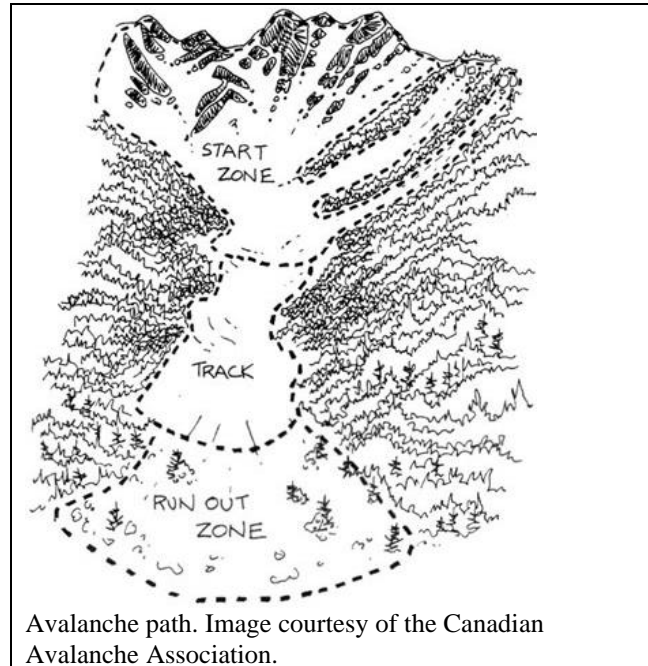 START
ZONE
TRACK
RUN OUT
ZONE
Avalanche path. Image courtesy of the Canadian
Avalanche Association.